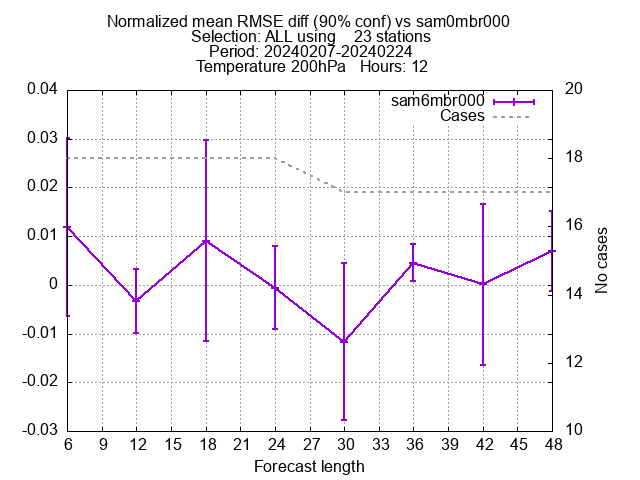 Normalized mean RMSE diff (90% conf) vs sam0mbr000
Selection: ALL using    23 stations
Period: 20240207-20240224
Temperature 200hPa   Hours: 12
sam6mbr000
Cases
0.04
0.03
0.02
0.01
0
-0.01
-0.02
-0.03
20
18
16
14
12
10
No cases
6 9 12 15 18 21 24 27 30 33 36 39 42 45 48
Forecast length